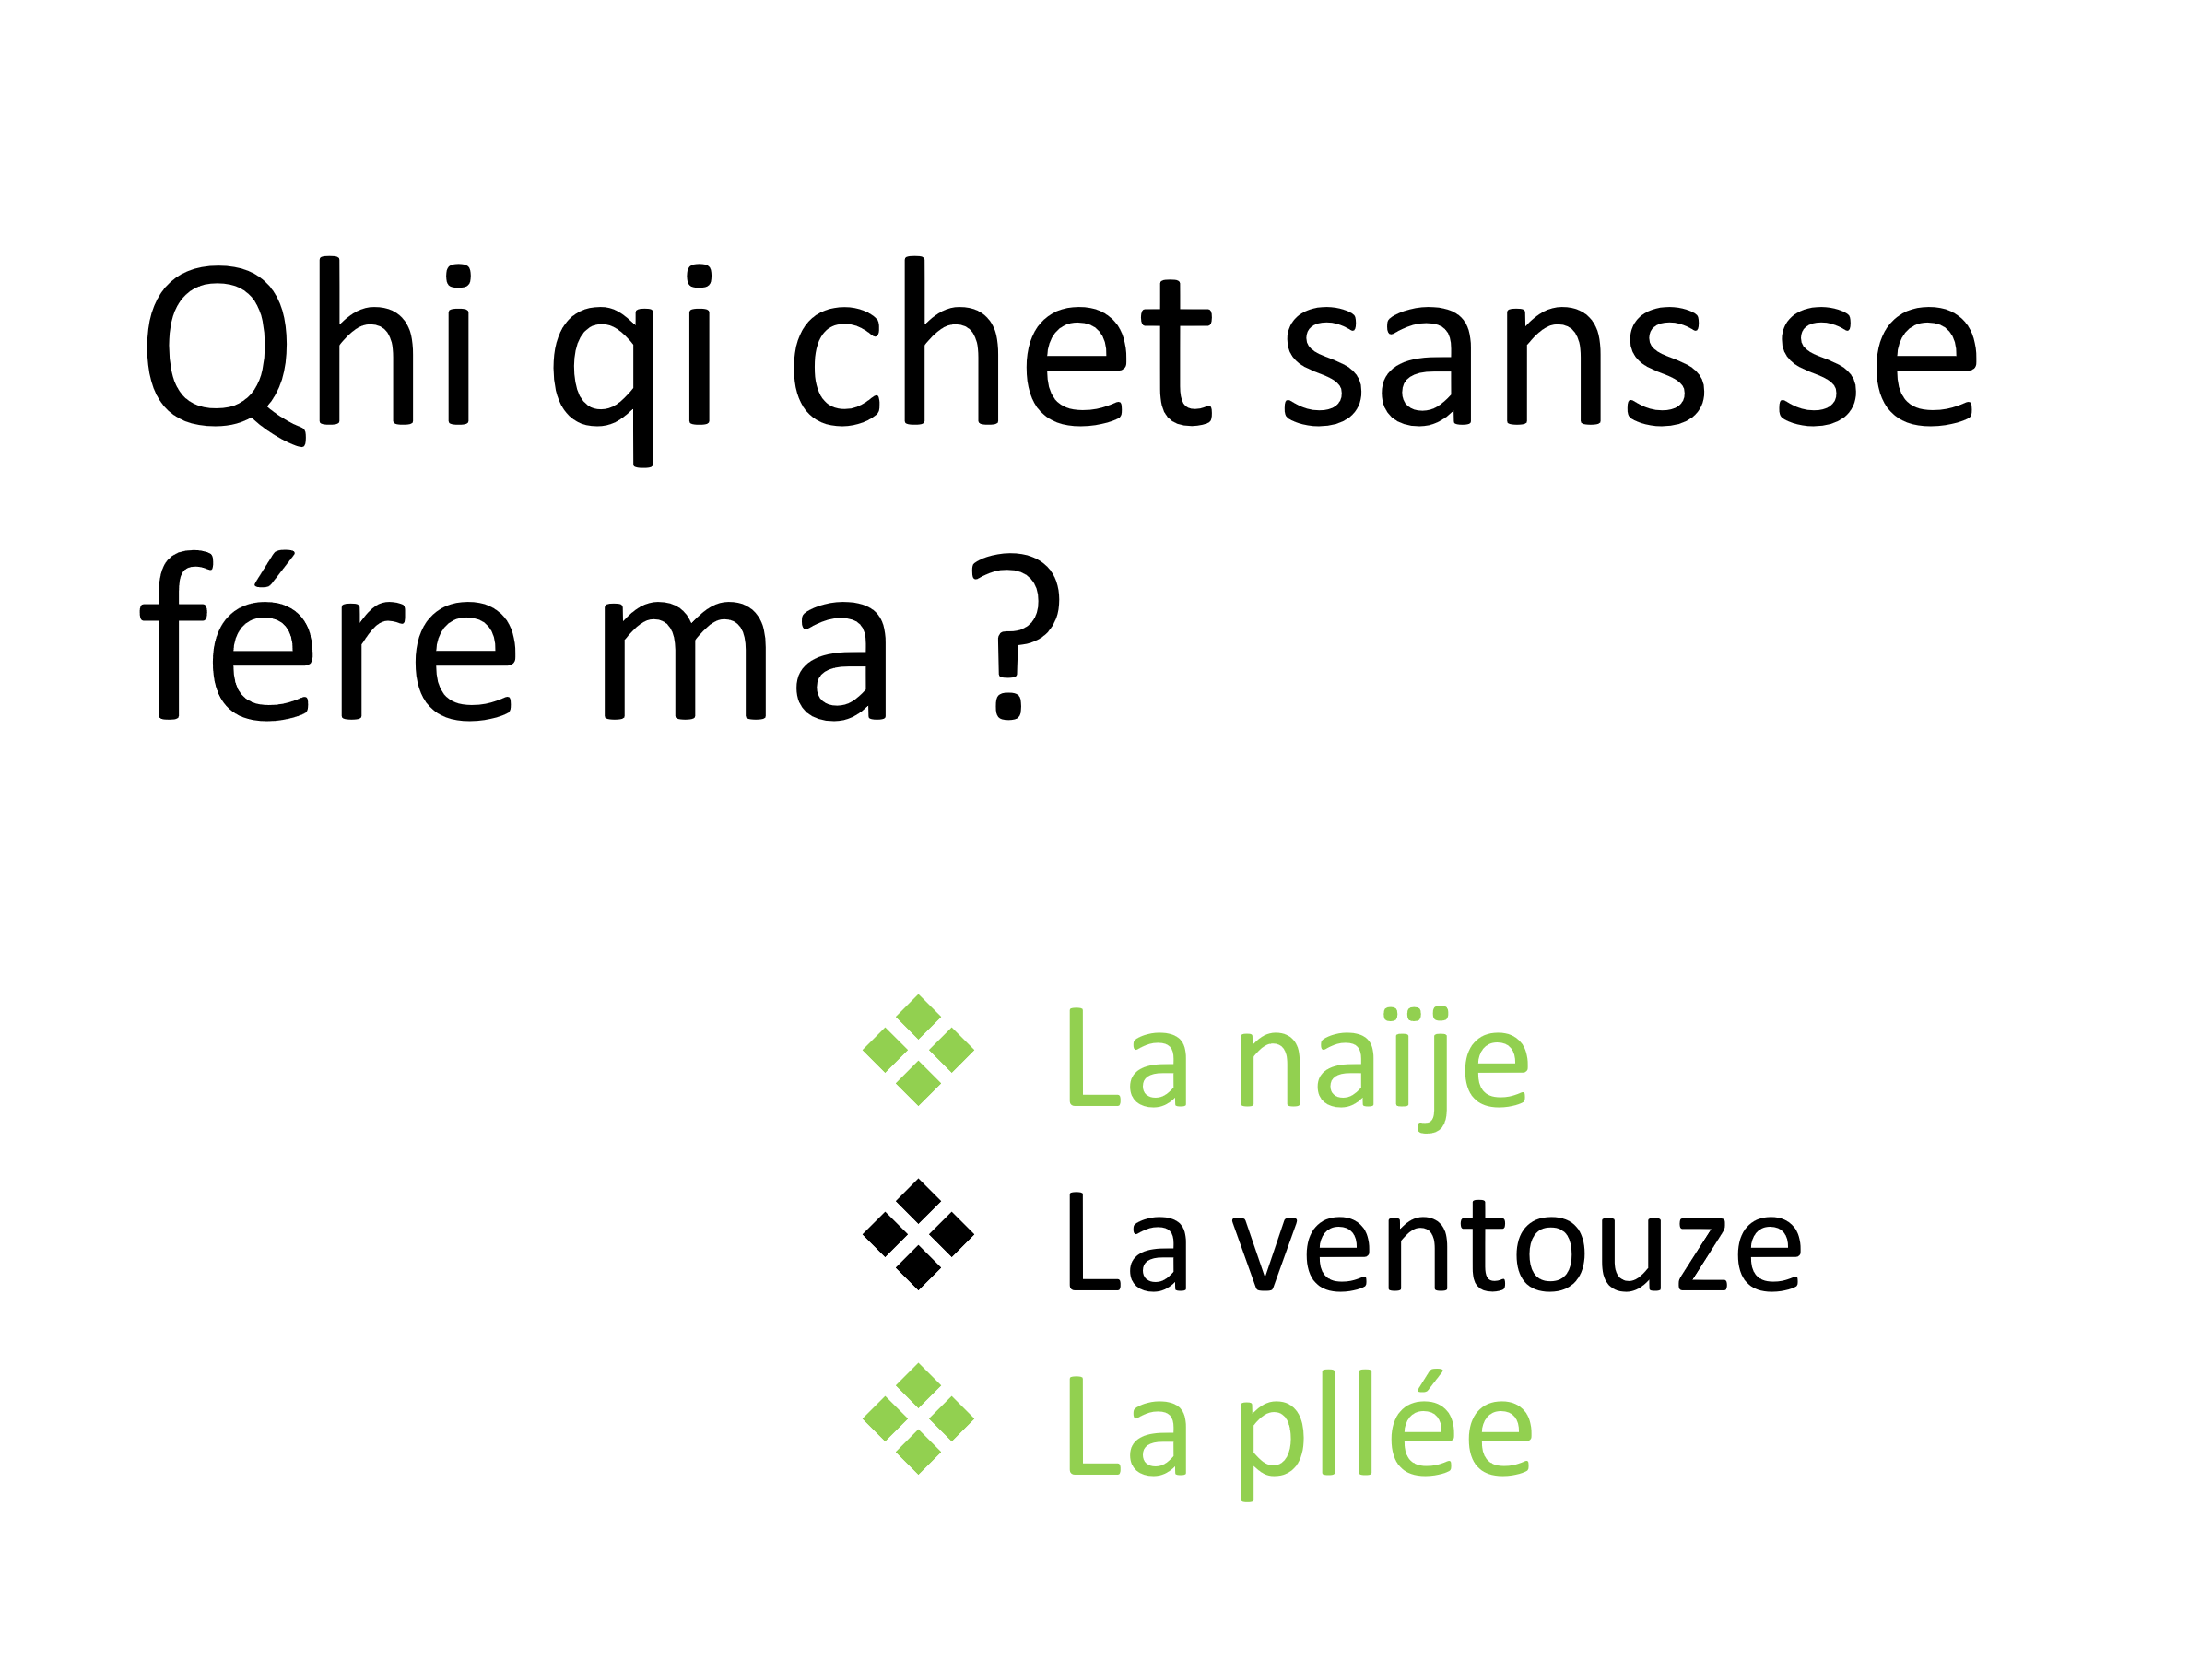 Qhi qi chet sans se
fére ma ?
La naïje
La ventouze
La pllée